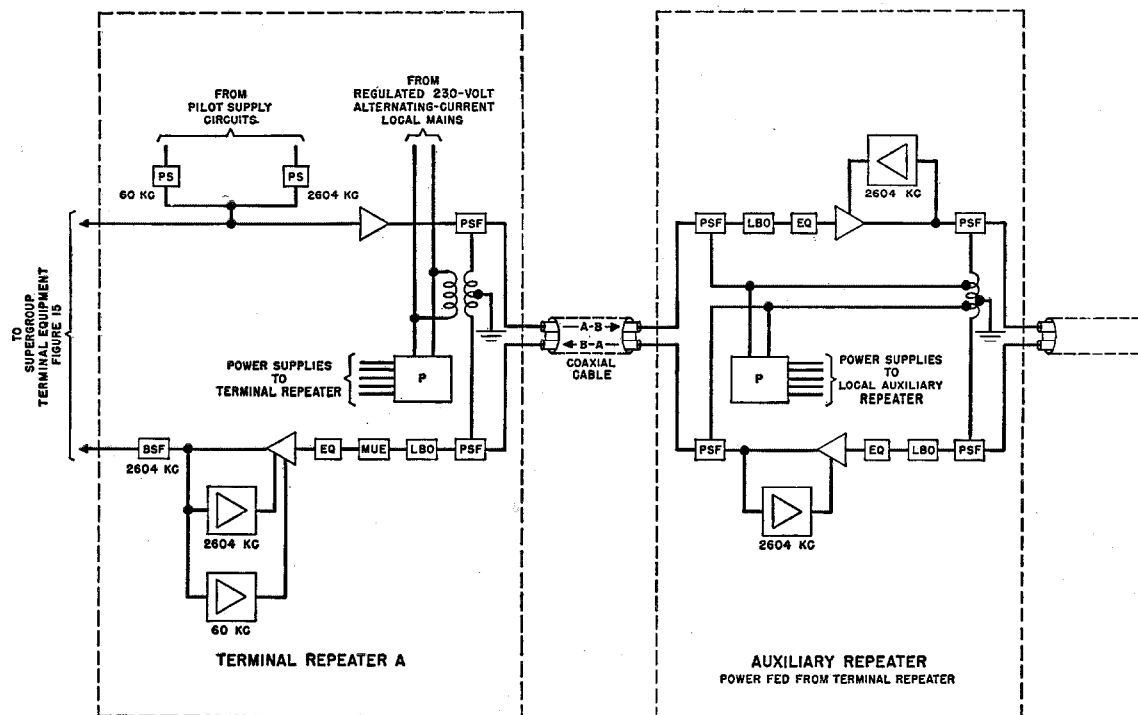 FROM
PILOT SUPPLY
CIRCUITS
FROM
REGULATED 230-VOLT
ALTERNATING-CURRENT
LOCAL MAINS
PS
60 KC
PS
2604 KC
PSF
TO
SUPERGROUP
TERMINAL EQUIPMENT
FIGURE 15
POWER SUPPLIES
TO
TERMINAL REPEATER
P
BSF
2604 KC
EQ
MUE
LBO
PSF
2604 KC
60 KC
TERMINAL REPEATER A
A-B
B-A
COAXIAL
CABLE
2604 KC
PSF
LBO
EQ
PSF
P
POWER SUPPLIES
TO
LOCAL AUXILIARY
REPEATER
PSF
EQ
LBO
PSF
2604 KC
AUXILIARY REPEATER
POWER FED FROM TERMINAL REPEATER